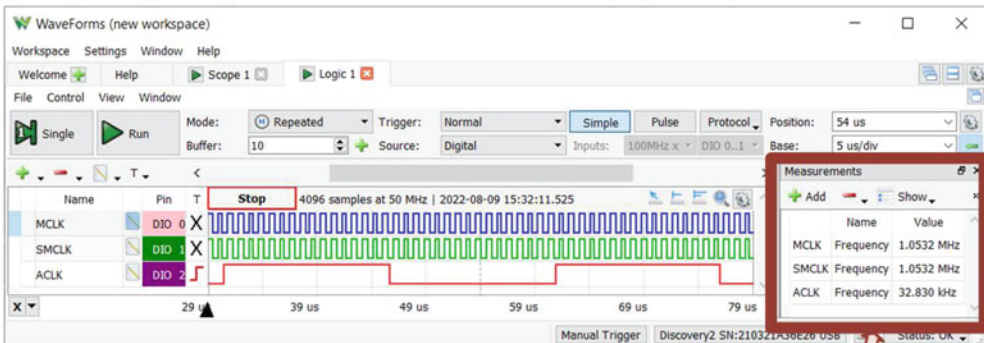 WaveForms (new workspace)
Workspace Settings Window Help
Welcome Help Scope 1 Logic 1
File Control View Window
Single Run Mode: Repeated Trigger: Normal Simple Pulse Protocol Position: 54 us
Buffer: 10 Source: Digital Inputs: 100MHz x DIO 0..1 Base: 5 us/div
Measurements
T
Add Show
Name Pin T Stop 4096 samples at 50 MHz | 2022-08-09 15:32:11.525
Name Value
MCLK DIO 0 X
SMCLK DIO 1 X
ACLK DIO 2
MCLK Frequency 1.0532 MHz
SMCLK Frequency 1.0532 MHz
ACLK Frequency 32.830 kHz
X 29 us 39 us 49 us 59 us 69 us 79 us
Manual Trigger Discovery2 SN:210321A36E26 USB Status: OK